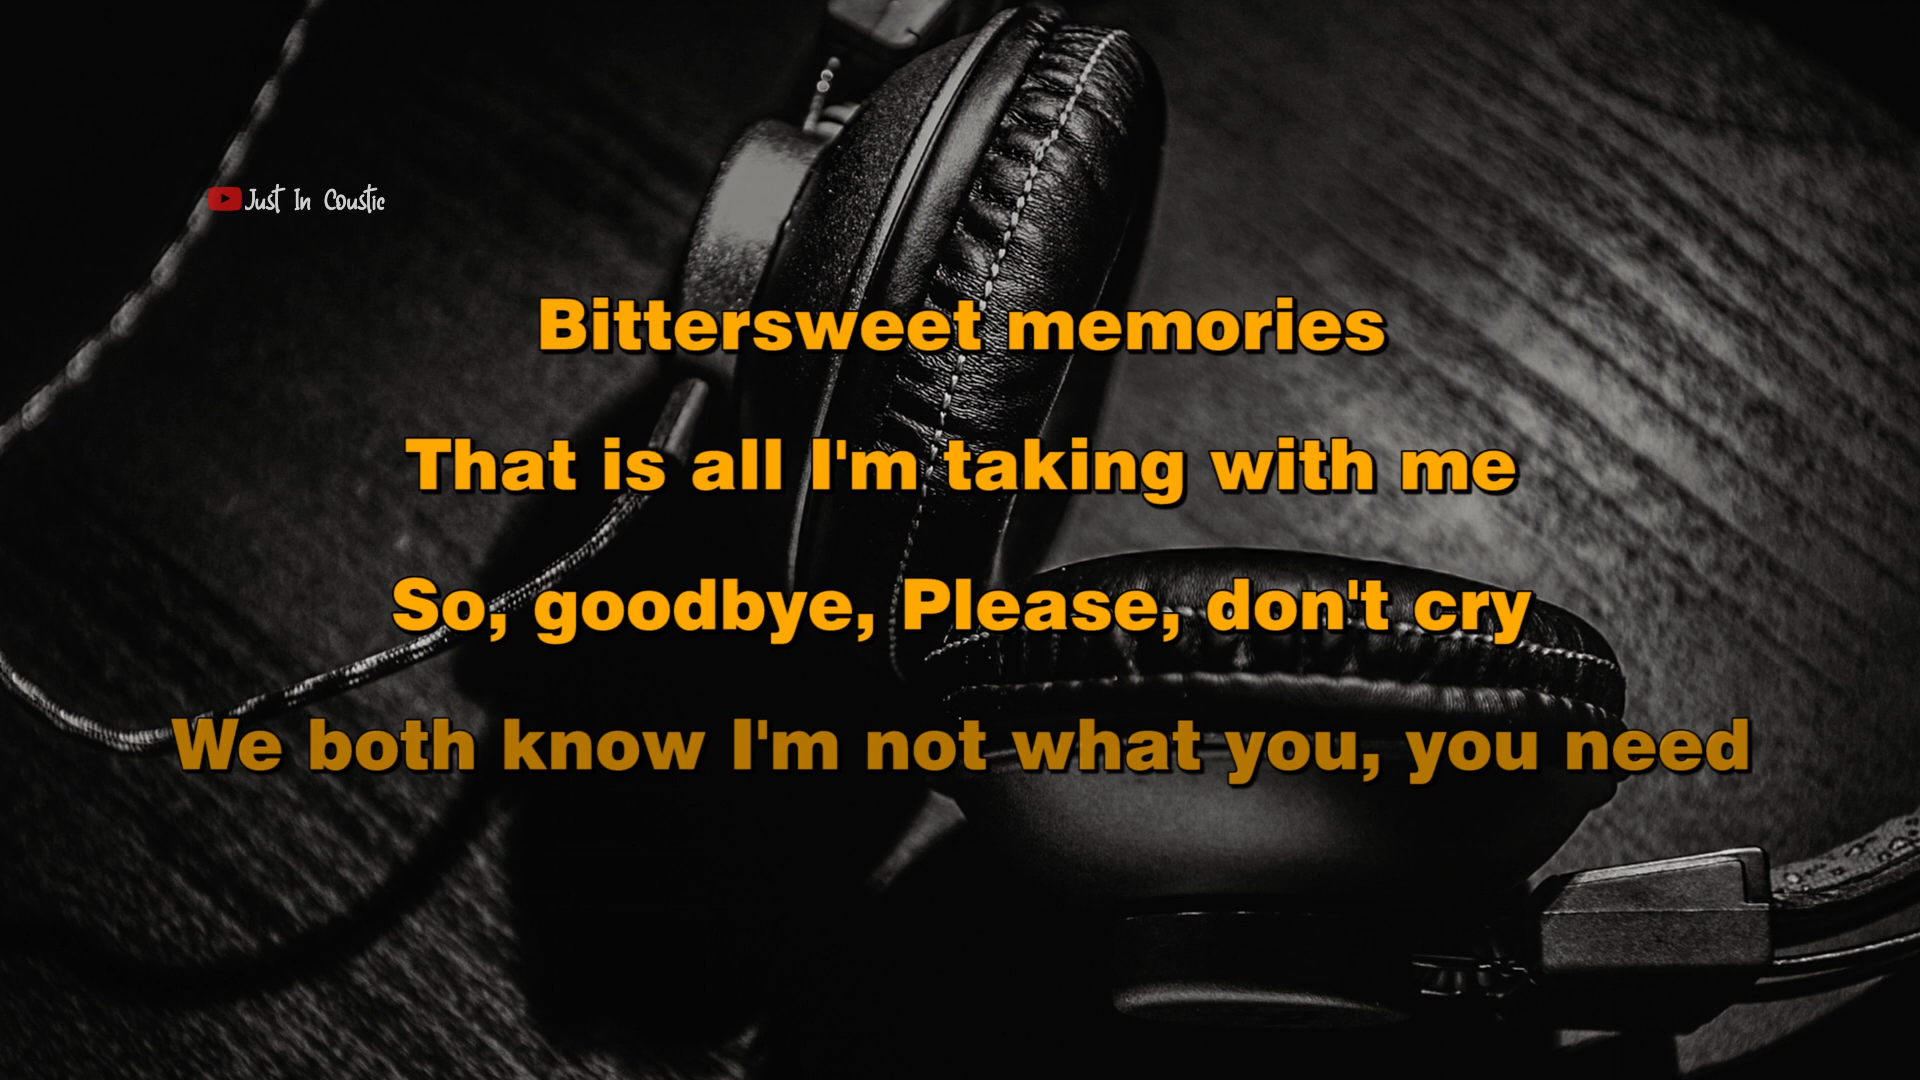 Just In Coustic
Bittersweet memories
That is all I'm taking with me
So, goodbye, Please, don't cry
We both know I'm not what you, you need